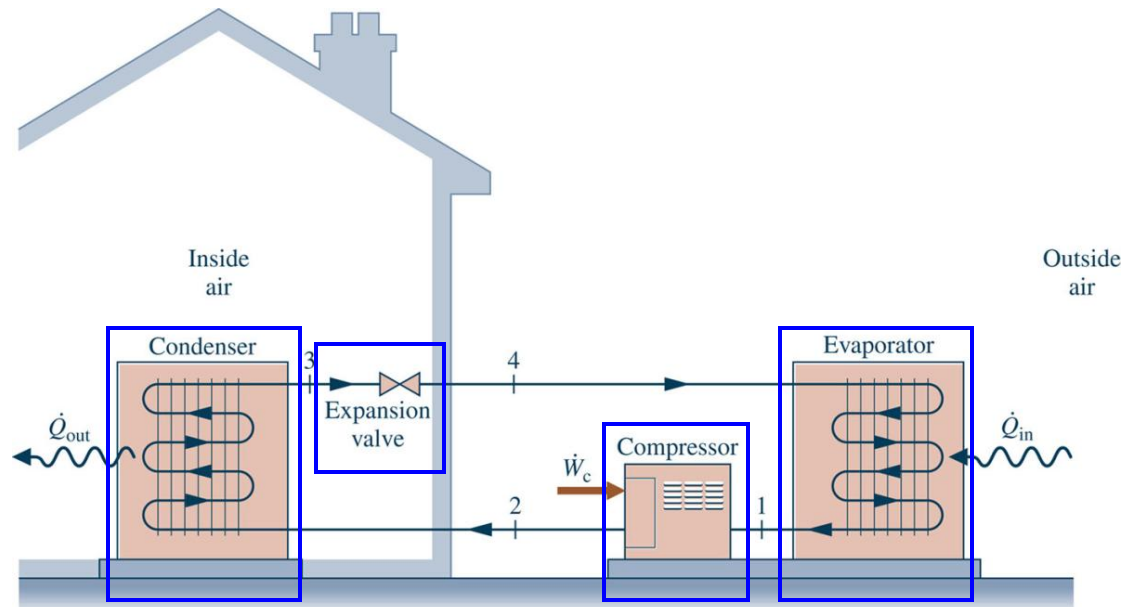 Inside
air
Outside
air
Condenser
3
4
Evaporator
Expansion
valve
Q̇out
Q̇in
Compressor
Ẇc
2
1